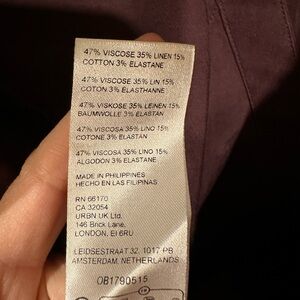 47% VISCOSE 35% LINEN 15%
COTTON 3% ELASTANE
47% VISCOSE 35% LIN 15%
COTON 3% ELASTHANNE
47% VISKOSE 35% LEINEN 15%
BAUMWOLLE 3% ELASTAN
47% VISCOSA 35% LINO 15%
COTONE 3% ELASTAN
47% VISCOSA 35% LINO 15%
ALGODON 3% ELASTANE
MADE IN PHILIPPINES
HECHO EN LAS FILIPINAS
RN 66170
CA 32054
URBN UK Ltd.
146 Brick Lane,
LONDON, E1 6RU
LEIDSESTRAAT 32, 1017 PB
AMSTERDAM, NETHERLANDS
OB1790515